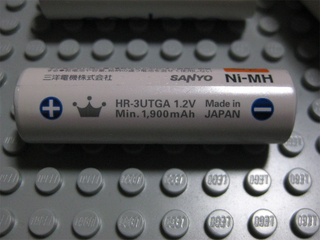 三洋電機株式会社 SANYO Ni-MH
HR-3UTGA 1.2V Made in
Min. 1,900mAh JAPAN
LEGO